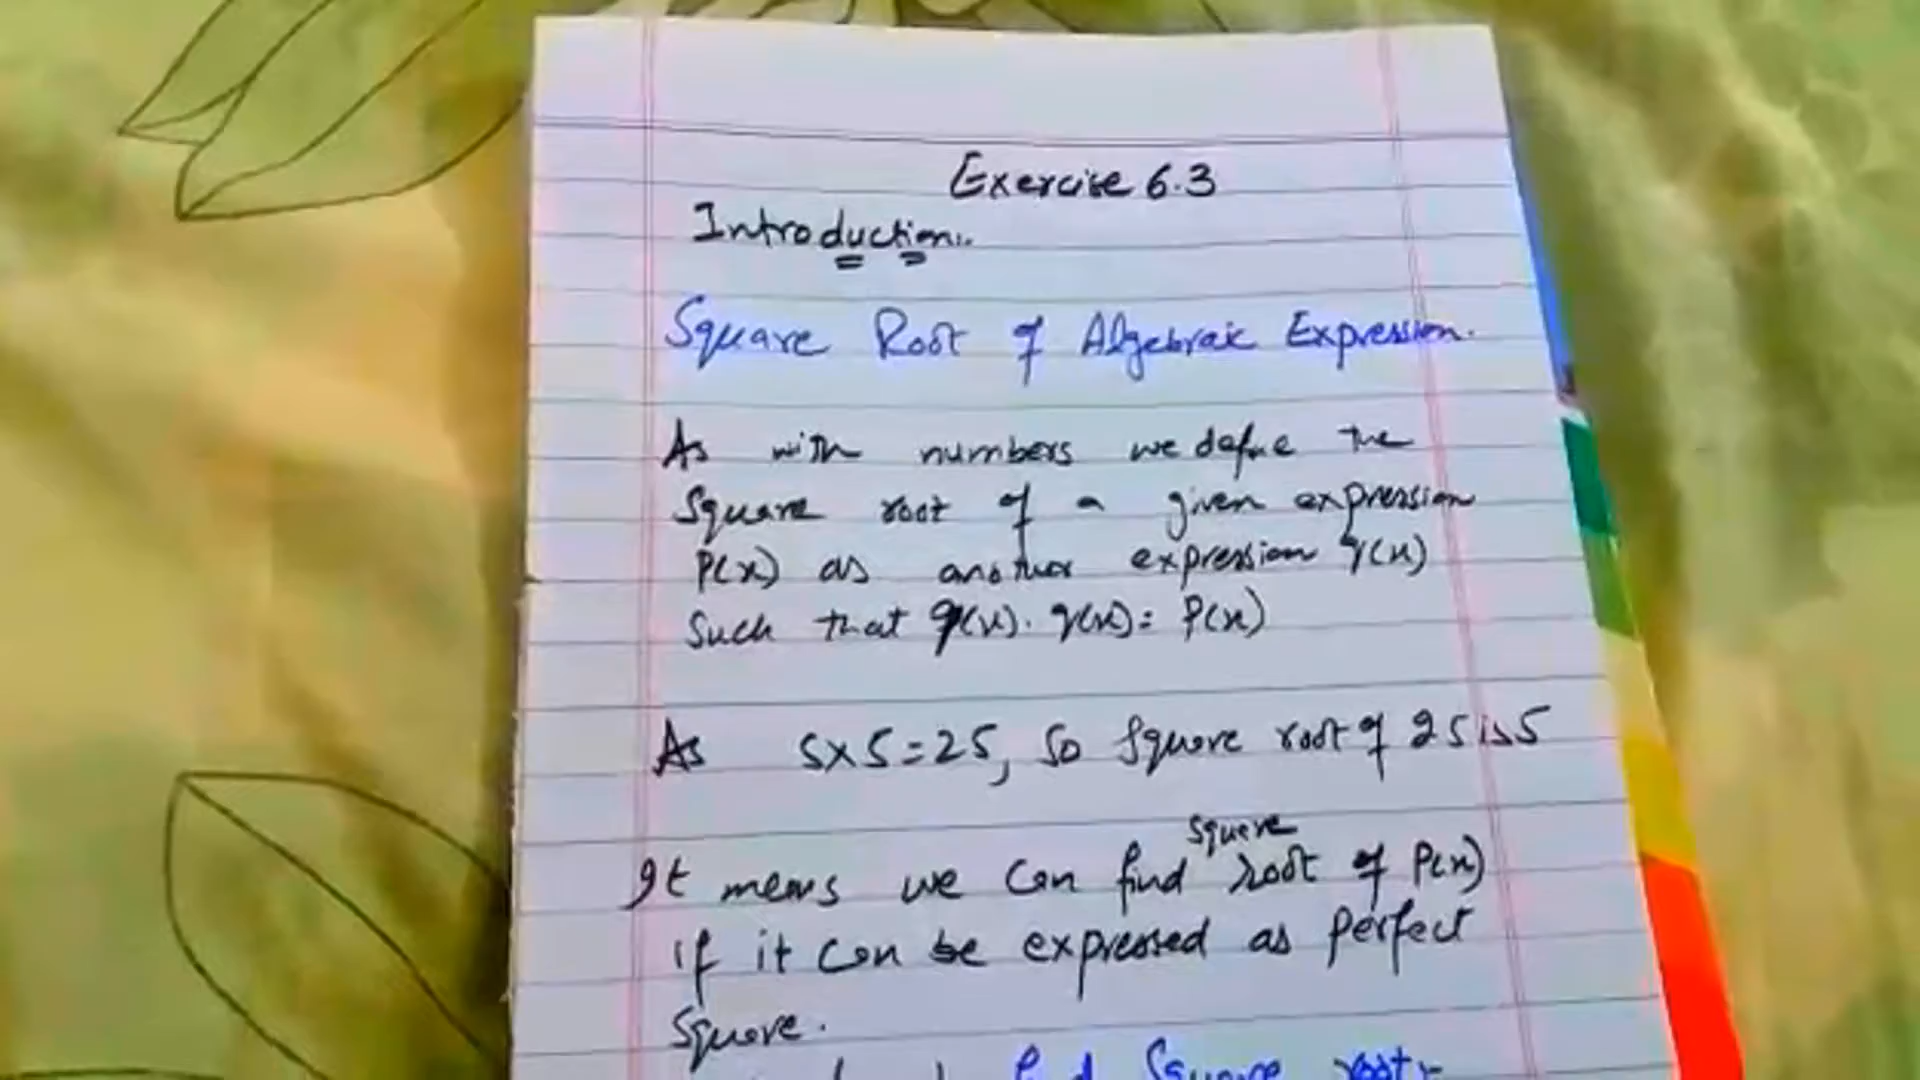 Exercise 6.3
Introduction:.
Square Root of Algebraic Expression.
As with numbers we define the
Square root of a given expression
P(x) as another expression q(x)
Such that q(x). q(x) = P(x)
As 5x5=25, So Square root of 25 is 5
square
It means we can find root of P(x)
if it can be expressed as perfect
Square.
Square root